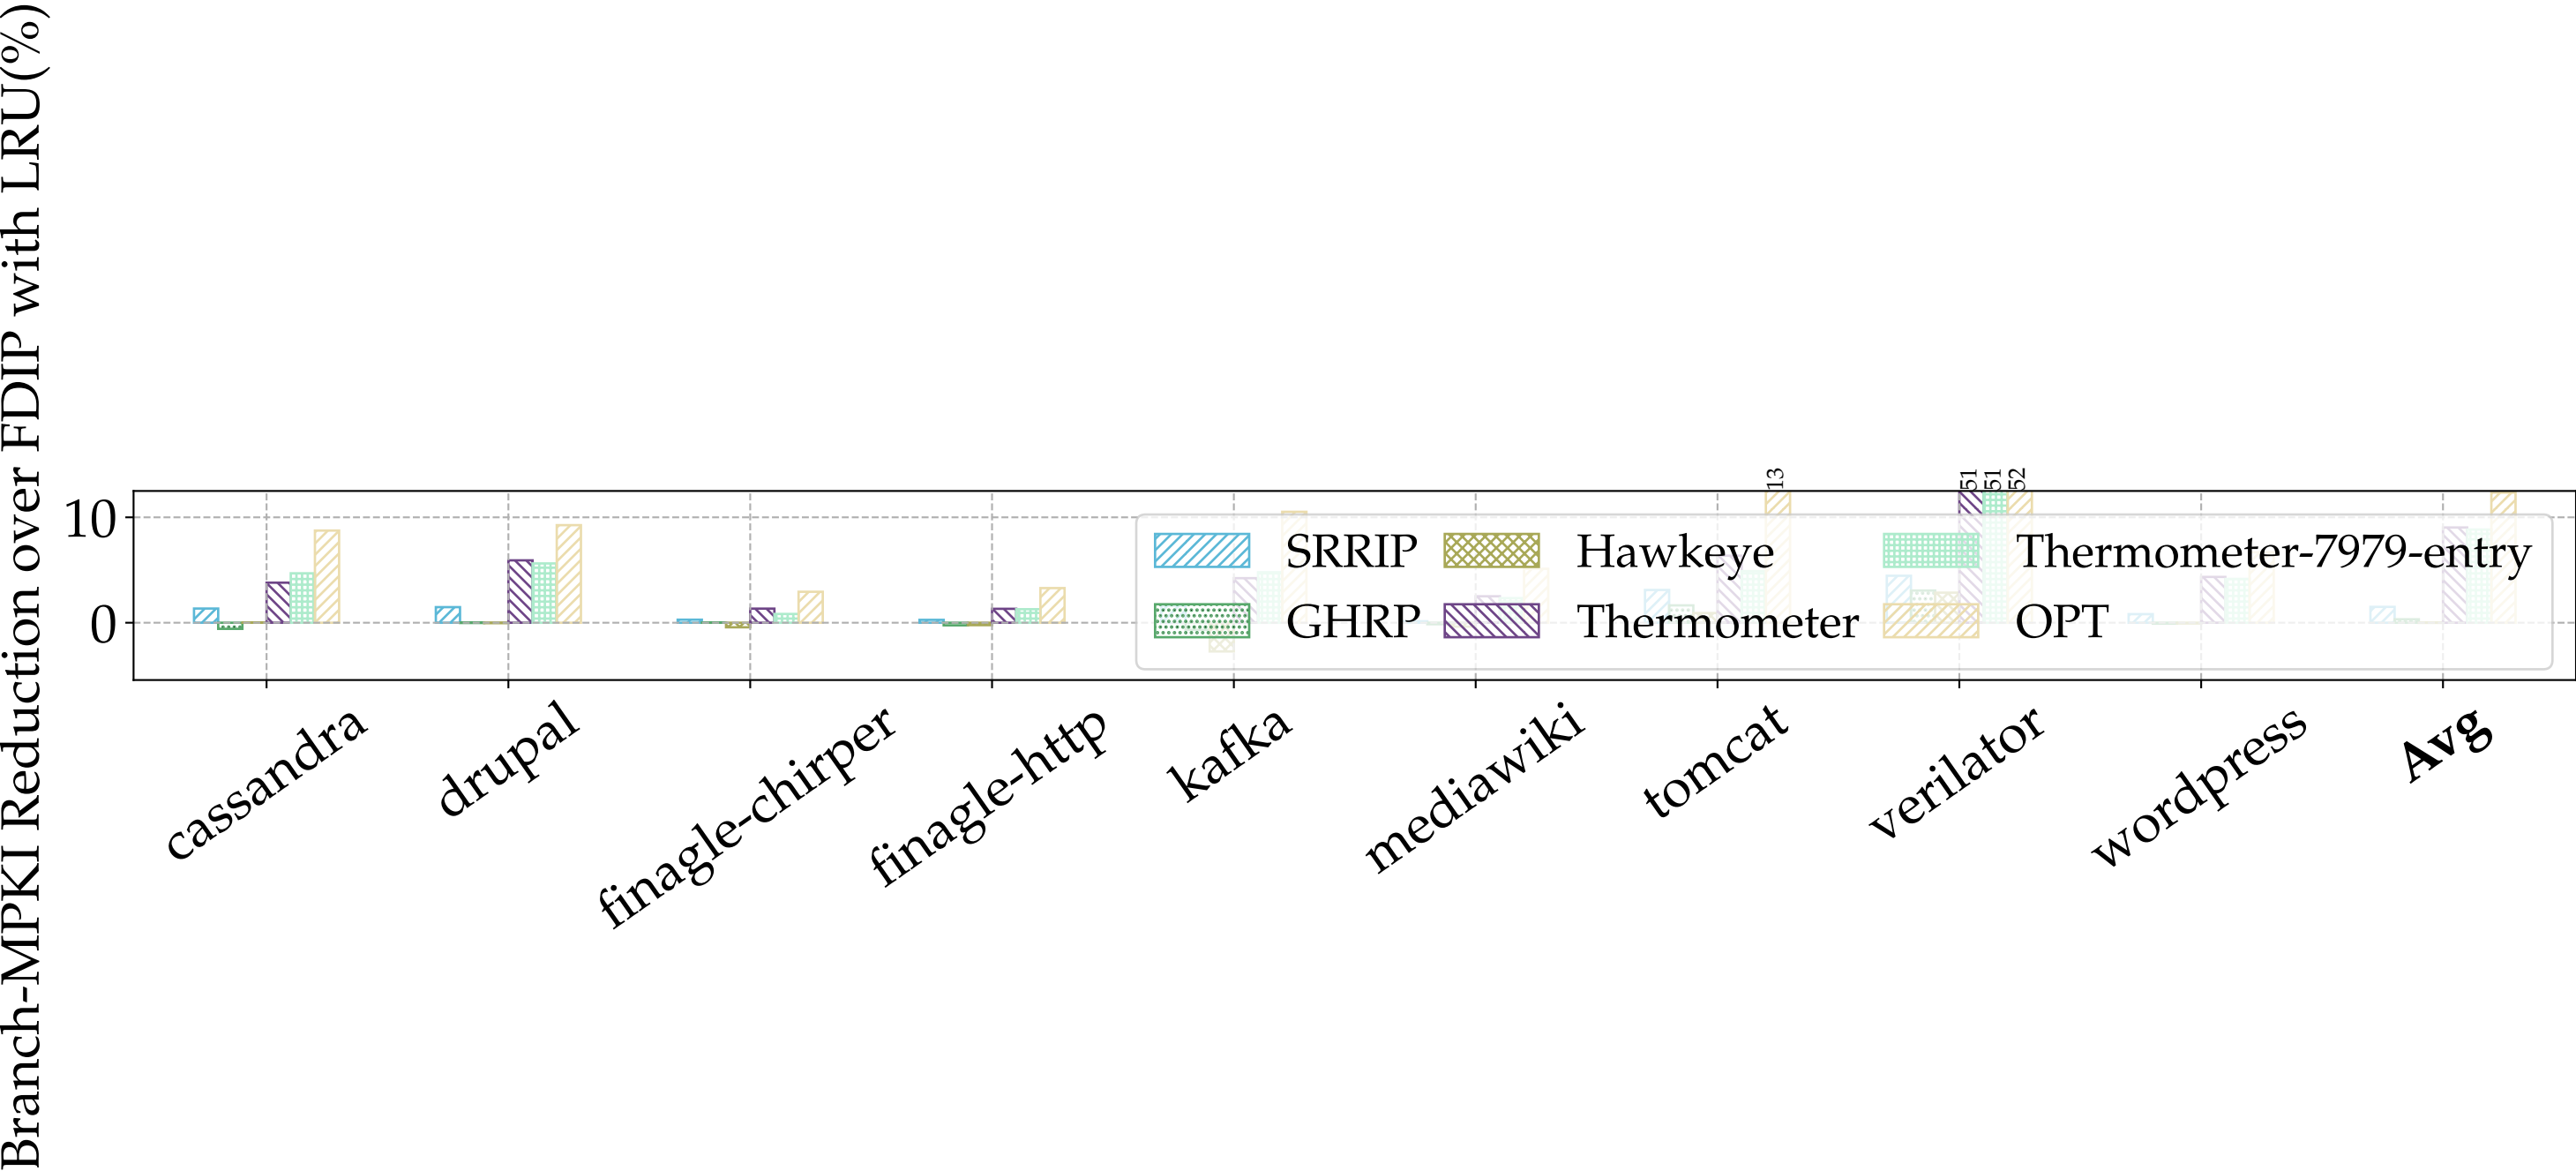 Branch-MPKI Reduction over FDIP with LRU(%)
13
51
51
52
10
0
SRRIP
Hawkeye
Thermometer-7979-entry
GHRP
Thermometer
OPT
cassandra
drupal
finagle-chirper
finagle-http
kafka
mediawiki
tomcat
verilator
wordpress
Avg